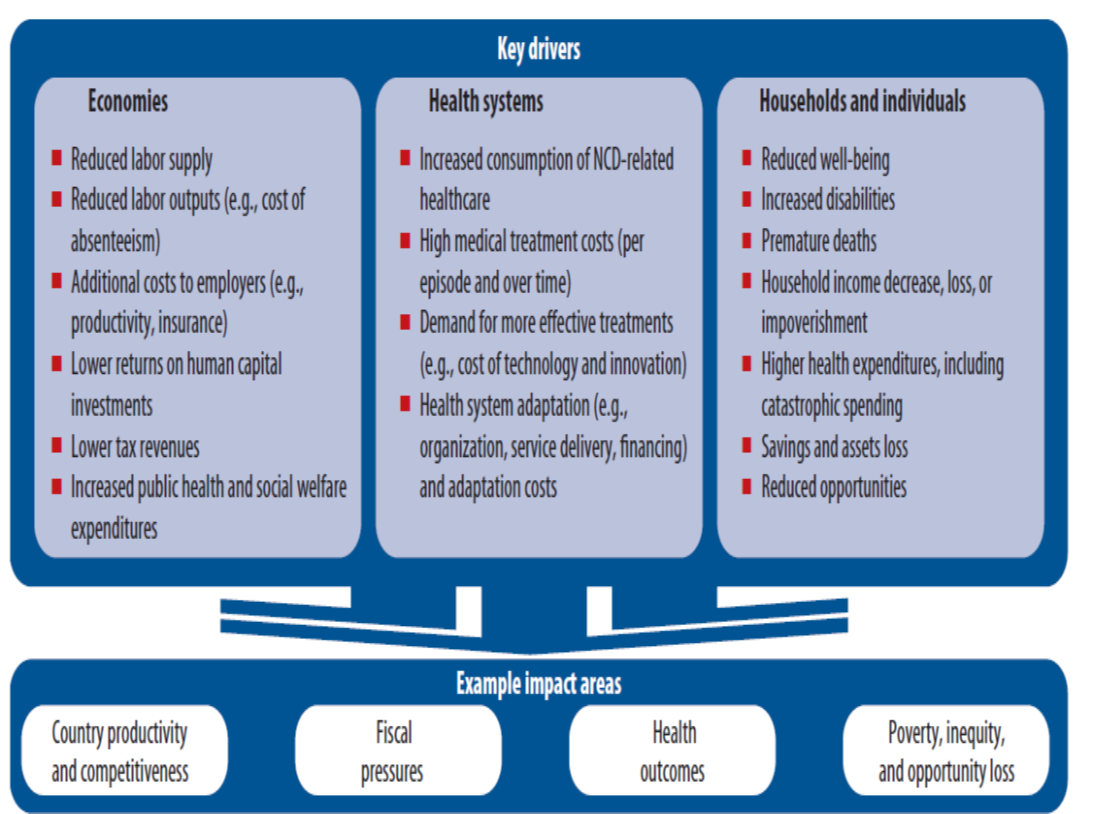 Key drivers
Economies
Reduced labor supply
Reduced labor outputs (e.g., cost of
absenteeism)
Additional costs to employers (e.g.,
productivity, insurance)
Lower returns on human capital
investments
Lower tax revenues
Increased public health and social welfare
expenditures
Health systems
Increased consumption of NCD-related
healthcare
High medical treatment costs (per
episode and over time)
Demand for more effective treatments
(e.g., cost of technology and innovation)
Health system adaptation (e.g.,
organization, service delivery, financing)
and adaptation costs
Households and individuals
Reduced well-being
Increased disabilities
Premature deaths
Household income decrease, loss, or
impoverishment
Higher health expenditures, including
catastrophic spending
Savings and assets loss
Reduced opportunities
Example impact areas
Country productivity
and competitiveness
Fiscal
pressures
Health
outcomes
Poverty, inequity,
and opportunity loss